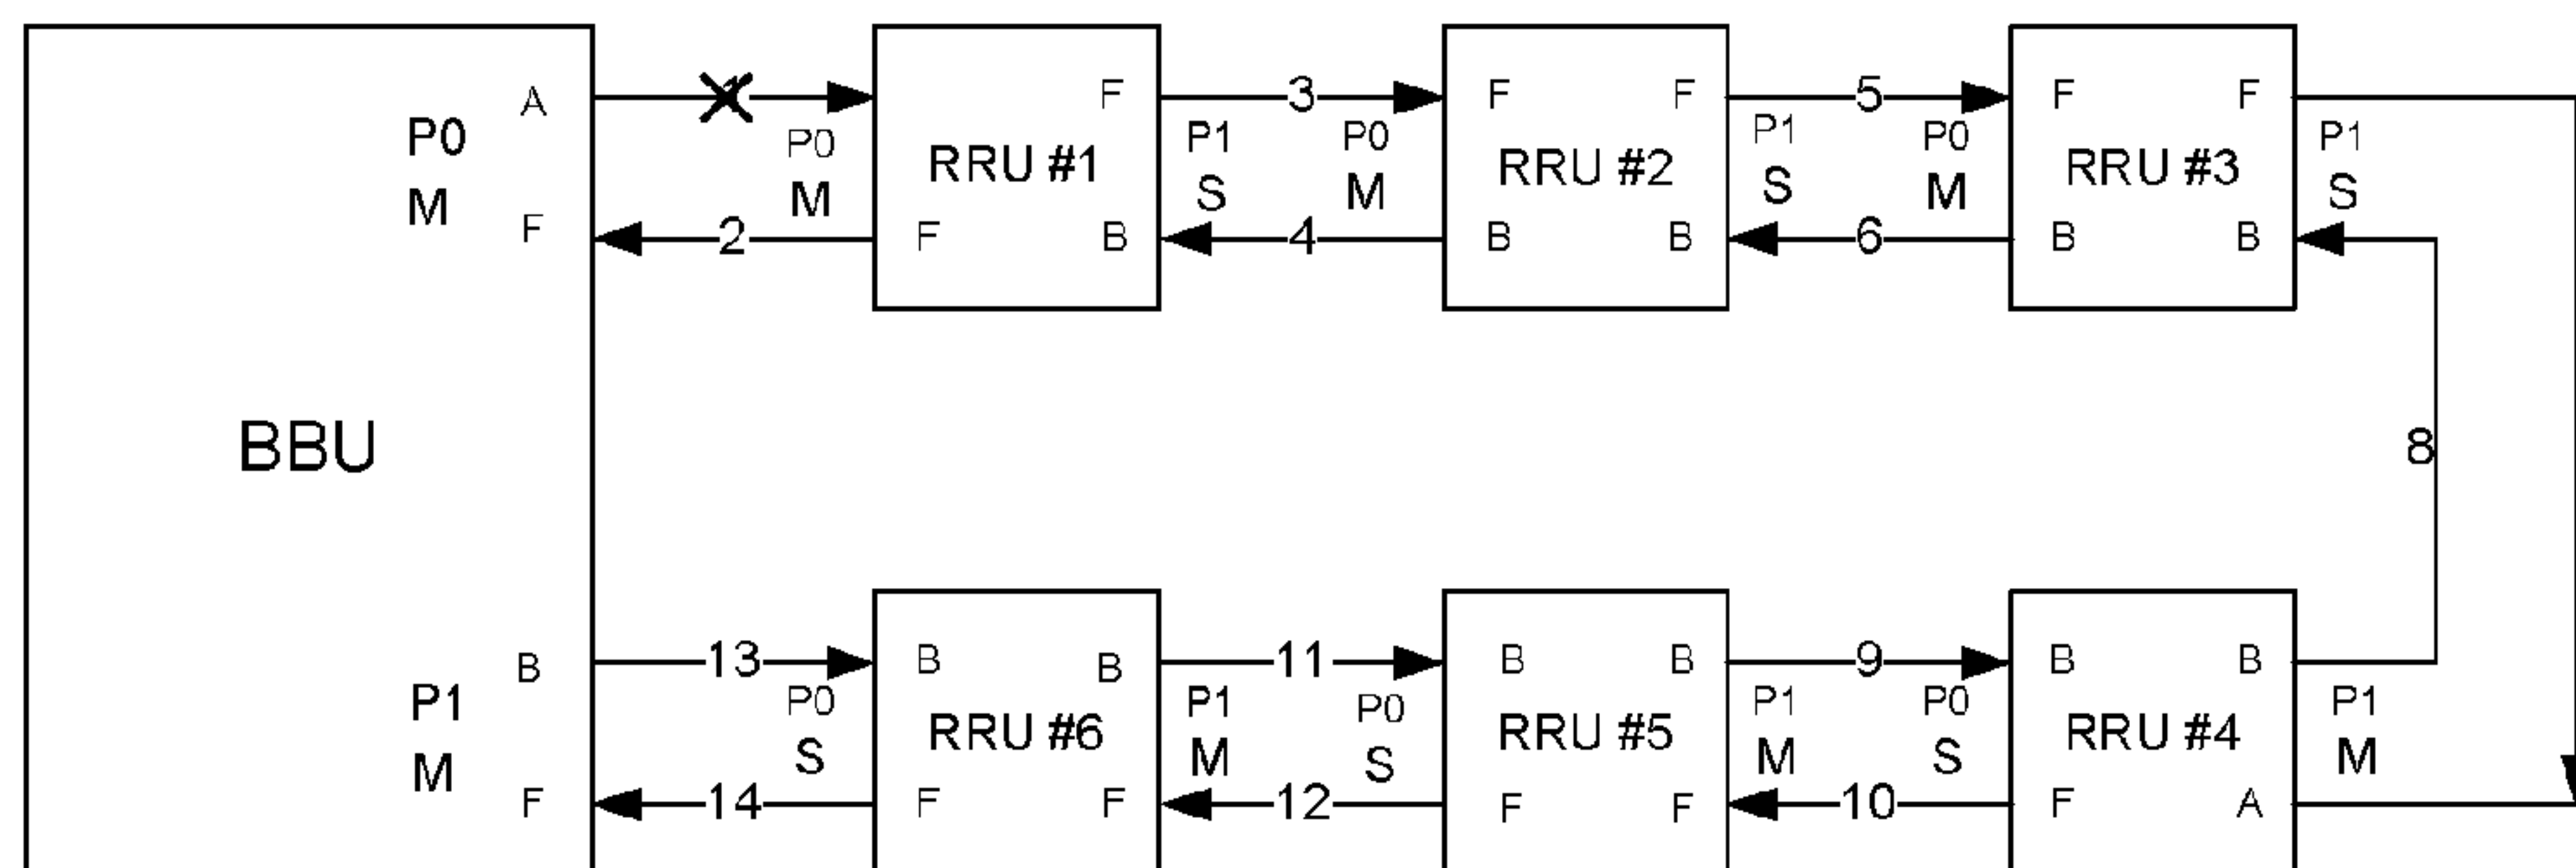 A F 3 F F 5 F F
P0 P0 P1 P0 P1 P0 P1
M M RRU #1 S M RRU #2 S M RRU #3 S
F 2 F B 4 B B 6 B B
BBU
8
B 13 B B 11 B B 9 B B
P1 P0 P1 P0 P1 P0 P1
M S RRU #6 M S RRU #5 M S RRU #4 M
F 14 F F 12 F F 10 F A